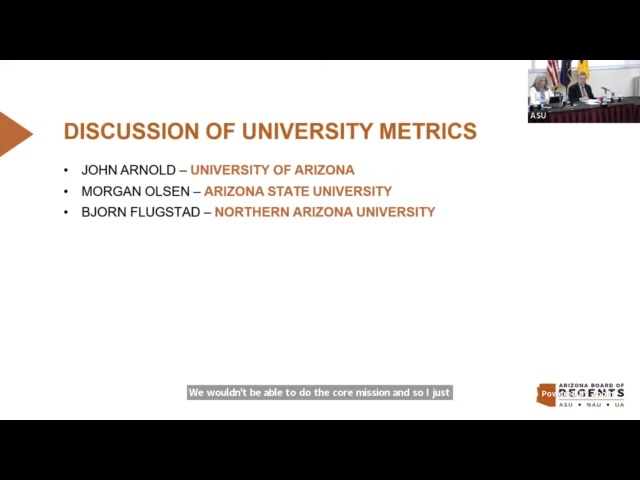 ASU
DISCUSSION OF UNIVERSITY METRICS
• JOHN ARNOLD – UNIVERSITY OF ARIZONA
• MORGAN OLSEN – ARIZONA STATE UNIVERSITY
• BJORN FLUGSTAD – NORTHERN ARIZONA UNIVERSITY
We wouldn't be able to do the core mission and so I just
ARIZONA BOARD OF
REGENTS
ASU • NAU • UA